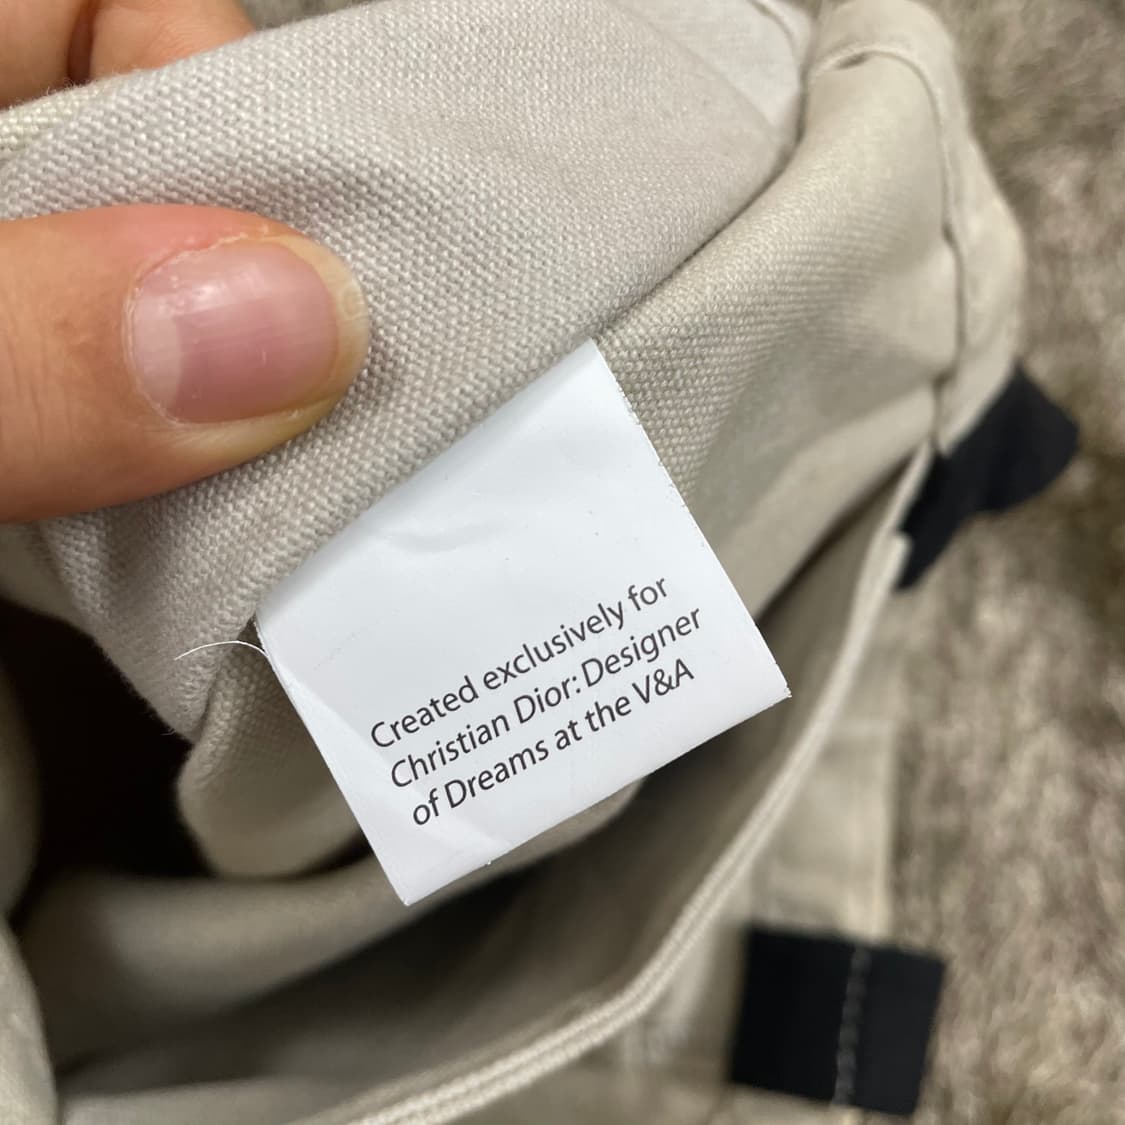 Created exclusively for
Christian Dior: Designer
of Dreams at the V&A